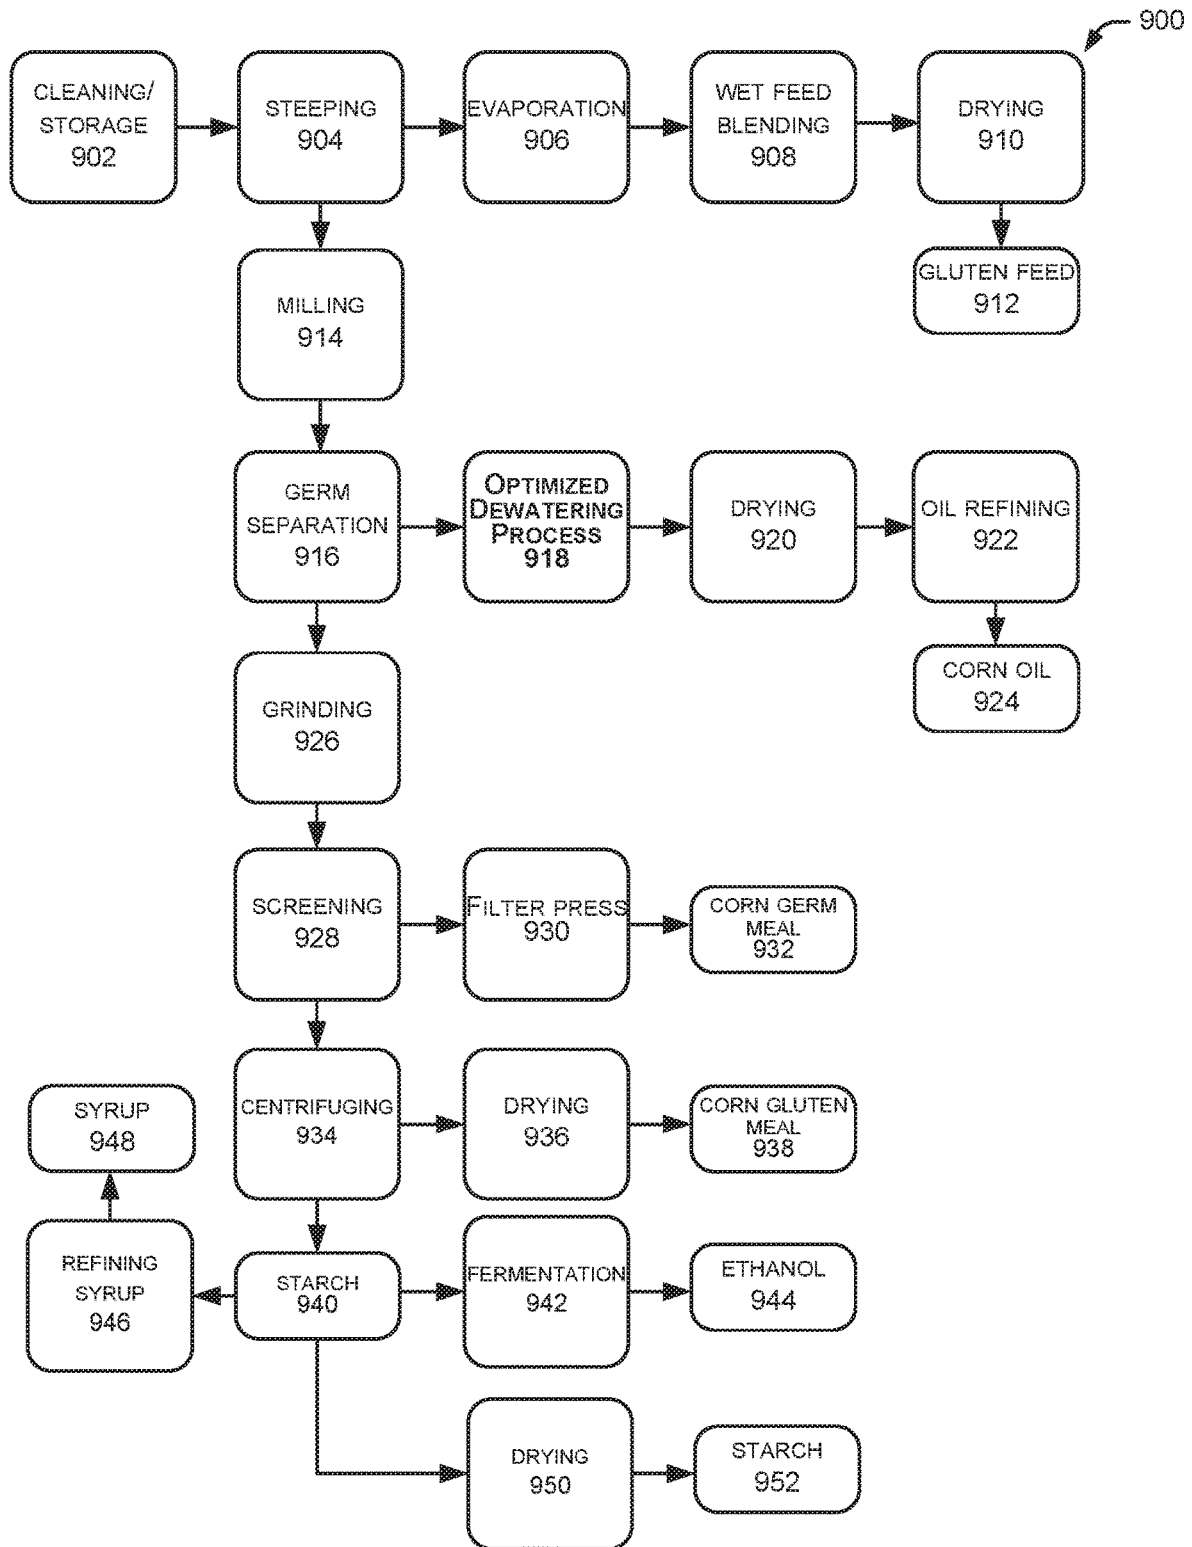 900
CLEANING/
STORAGE
902
STEEPING
904
EVAPORATION
906
WET FEED
BLENDING
908
DRYING
910
GLUTEN FEED
912
MILLING
914
GERM
SEPARATION
916
OPTIMIZED
DEWATERING
PROCESS
918
DRYING
920
OIL REFINING
922
CORN OIL
924
GRINDING
926
SCREENING
928
FILTER PRESS
930
CORN GERM
MEAL
932
CENTRIFUGING
934
DRYING
936
CORN GLUTEN
MEAL
938
SYRUP
948
REFINING
SYRUP
946
STARCH
940
FERMENTATION
942
ETHANOL
944
DRYING
950
STARCH
952